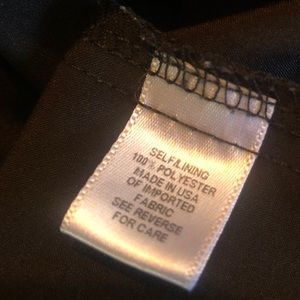 SELF/LINING
100% POLYESTER
MADE IN USA
OF IMPORTED
FABRIC
SEE REVERSE
FOR CARE